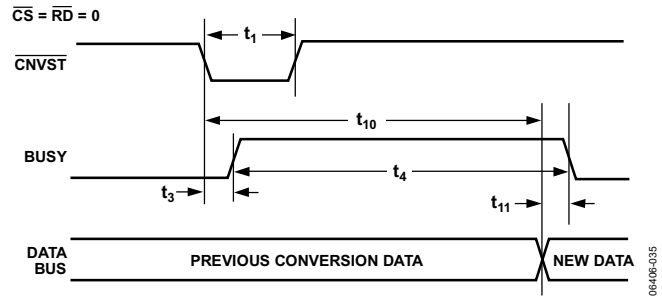 CS = RD = 0
t1
CNVST
t10
BUSY
t4
t3
t11
DATA
BUS
PREVIOUS CONVERSION DATA
NEW DATA
06406-035